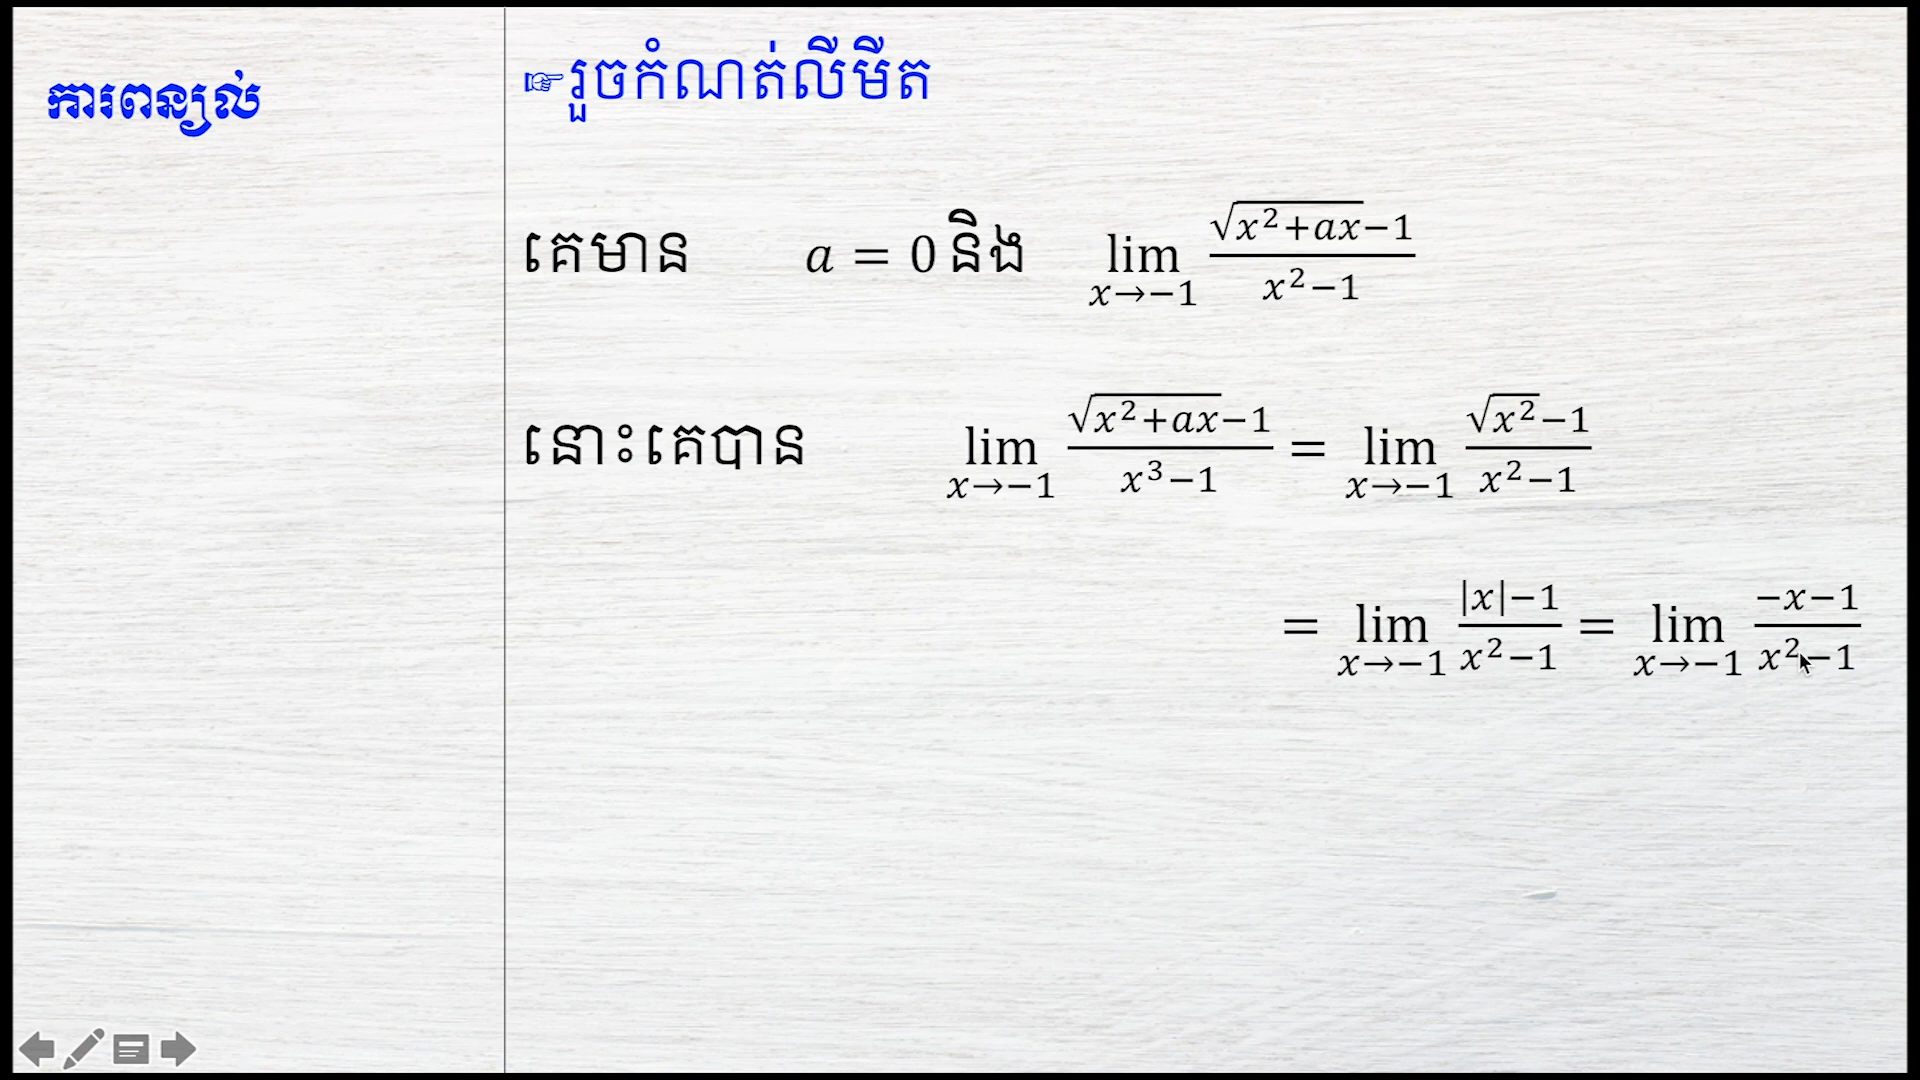 ការពន្យល់
☞រួចកំណត់លីមីត
គេមាន a = 0 និង lim x→−1 (√(x²+ax)−1)/(x²−1)
នោះគេបាន lim x→−1 (√(x²+ax)−1)/(x³−1) = lim x→−1 (√(x²)−1)/(x²−1)
= lim x→−1 (|x|−1)/(x²−1) = lim x→−1 (−x−1)/(x²−1)